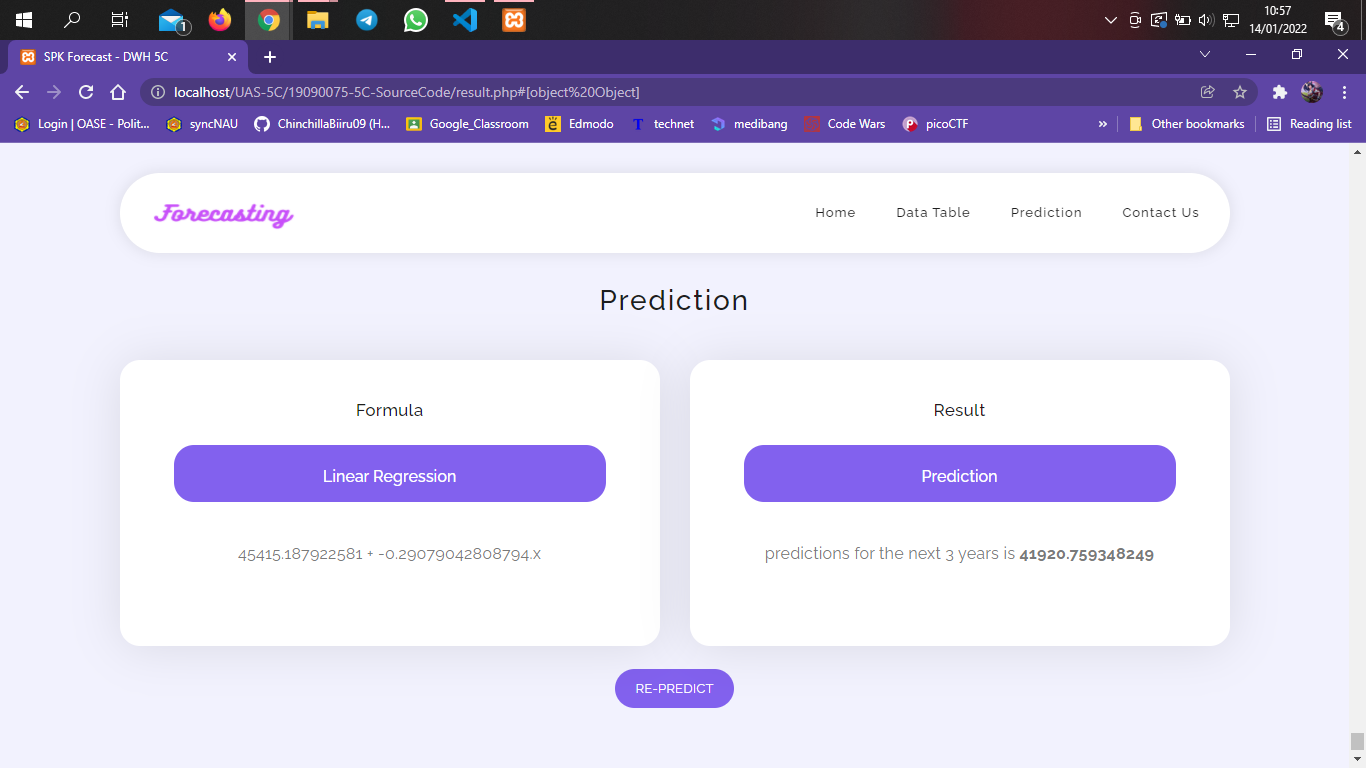 1
10:57
14/01/2022
4
SPK Forecast - DWH 5C
localhost/UAS-5C/19090075-5C-SourceCode/result.php#[object%20Object]
Login | OASE - Polit... syncNAU ChinchillaBiiru09 (H... Google_Classroom Edmodo T technet medibang Code Wars picoCTF » Other bookmarks Reading list
Forecasting Home Data Table Prediction Contact Us
Prediction
Formula
Linear Regression
45415.187922581 + -0.29079042808794.x
Result
Prediction
predictions for the next 3 years is 41920.759348249
RE-PREDICT